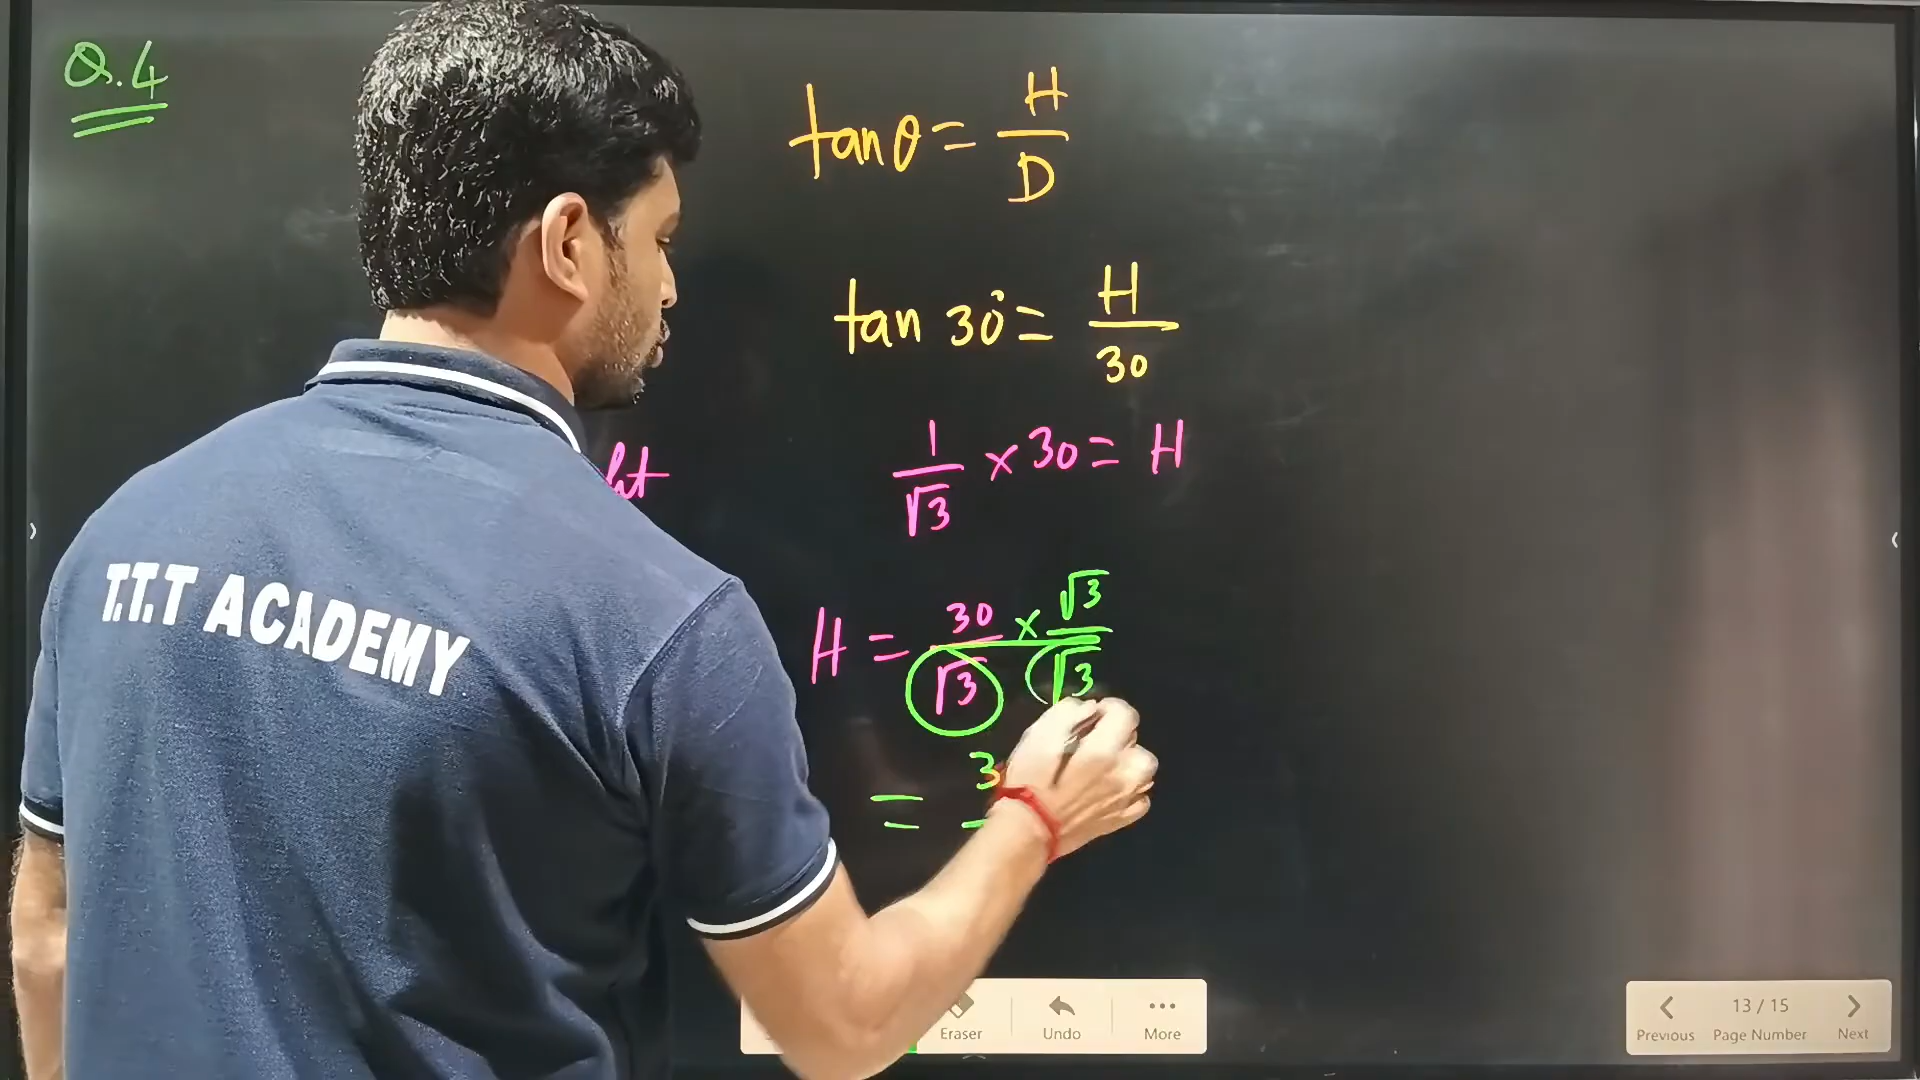 Q.4
tanθ = H/D
tan 30° = H/30
1/√3 × 30 = H
H = 30/√3 × √3/√3
= 3
T.T.T ACADEMY
Eraser
Undo
More
13 / 15
Previous
Page Number
Next